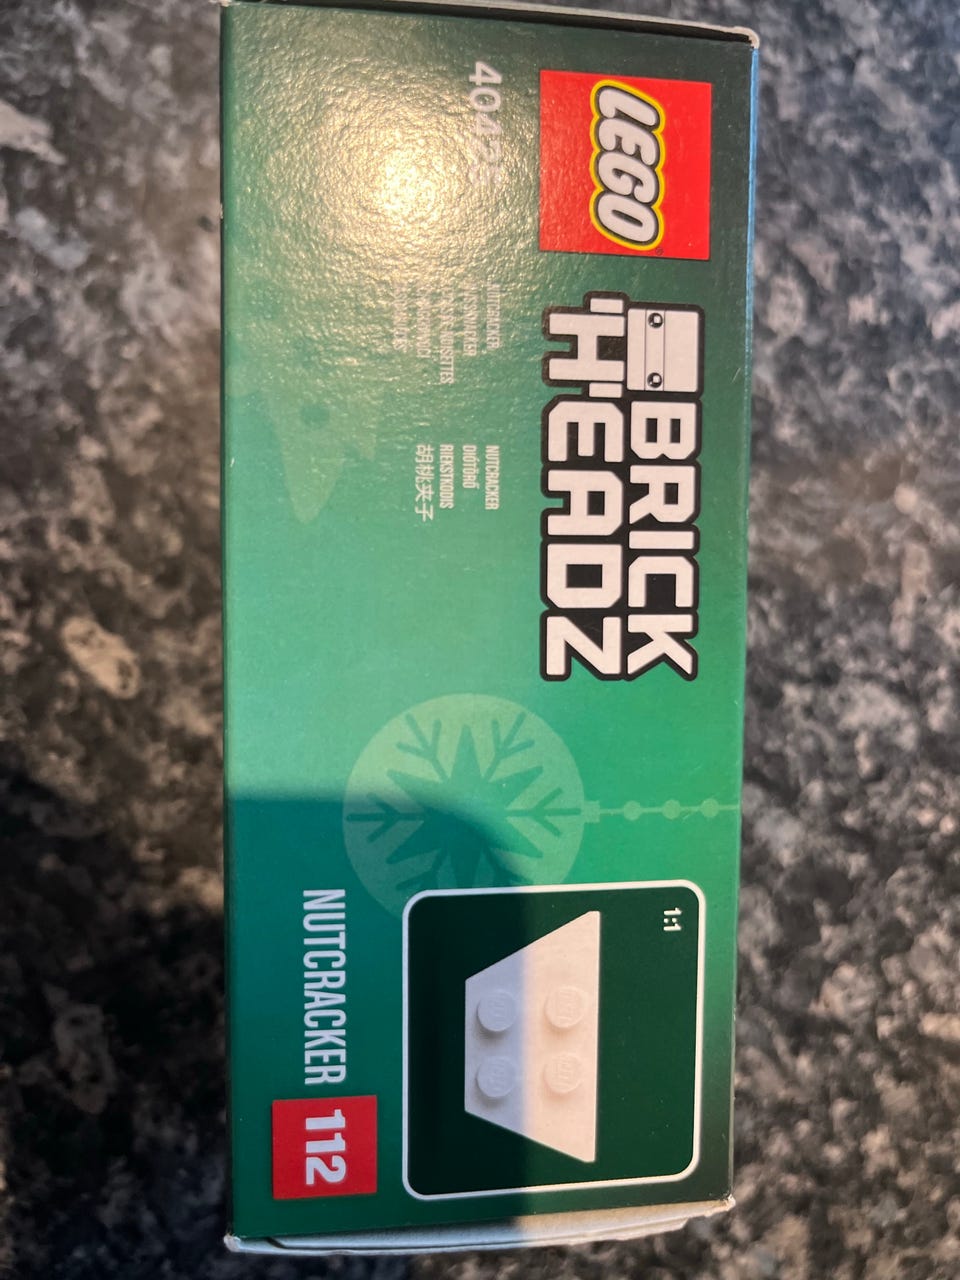 LEGO
BRICK
HEADZ
NUTCRACKER
NUTCRACKER
DIÓTÖRŐ
RIEKSTKODIS
胡桃夹子
1:1
NUTCRACKER 112